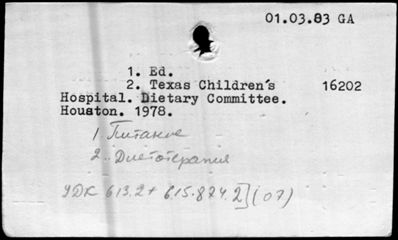 01.03.83 GA
1. Ed.
2. Texas Children's 16202
Hospital. Dietary Committee.
Houston. 1978.
1 Питание
2. Диетотерапия
УДК 613.2 + 615.874.2](07)